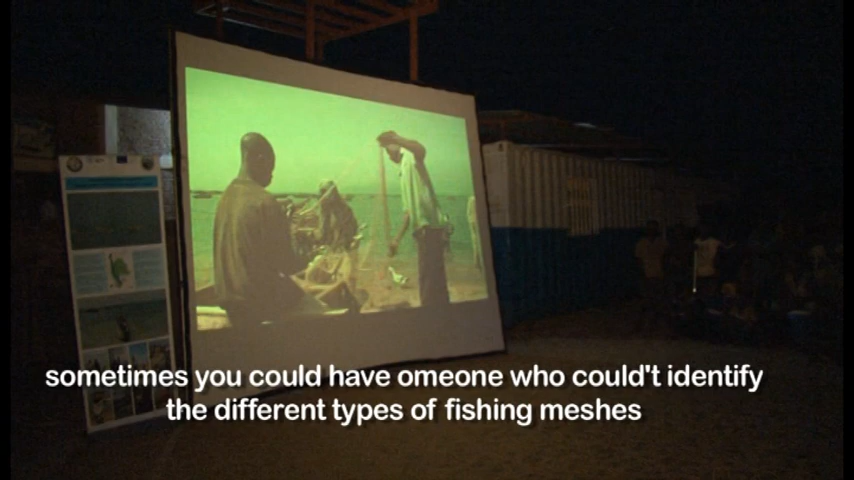 sometimes you could have omeone who could't identify
the different types of fishing meshes